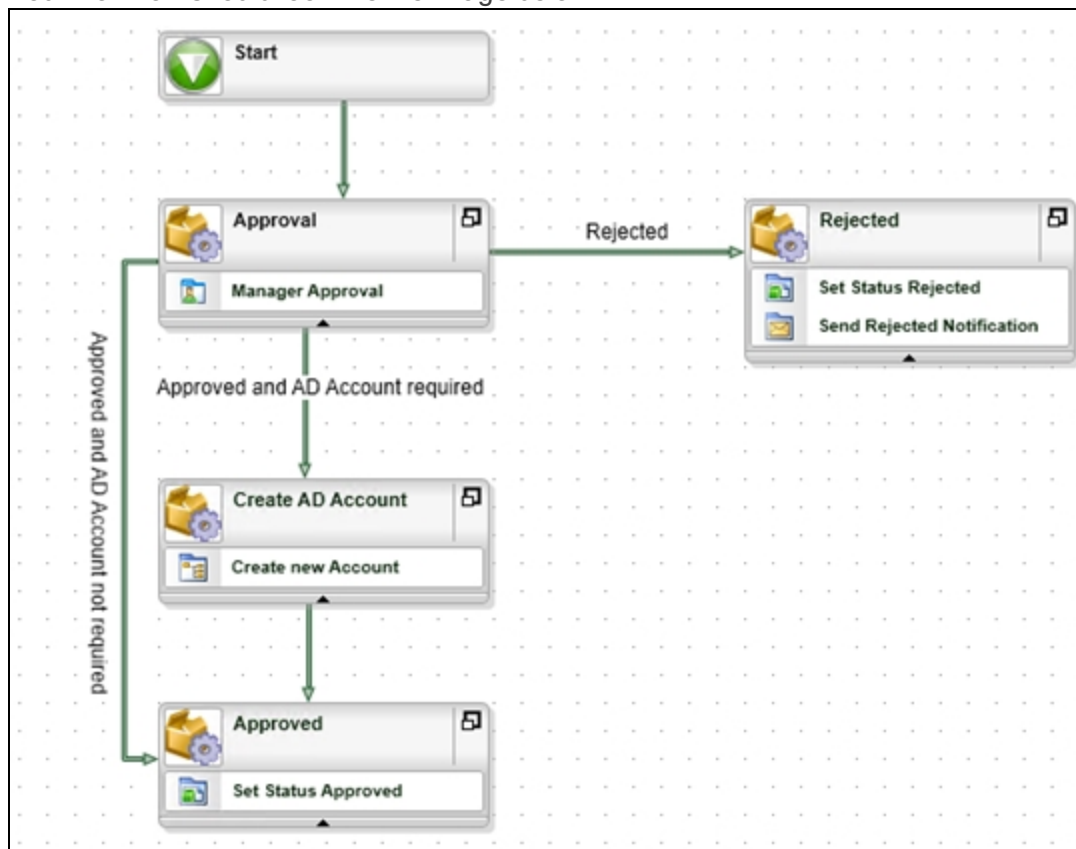 Start
Approval
Manager Approval
Rejected
Rejected
Set Status Rejected
Send Rejected Notification
Approved and AD Account required
Approved and AD Account not required
Create AD Account
Create new Account
Approved
Set Status Approved